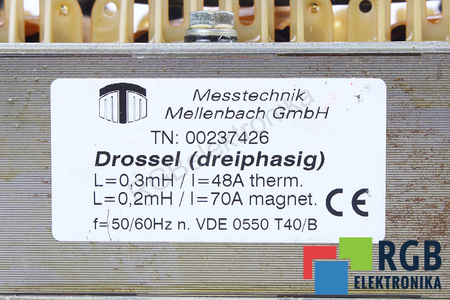 Messtechnik
Mellenbach GmbH
TN: 00237426
Drossel (dreiphasig)
L=0,3mH / I=48A therm.
L=0,2mH / I=70A magnet.
CE
f=50/60Hz n. VDE 0550 T40/B
RGB
ELEKTRONIKA